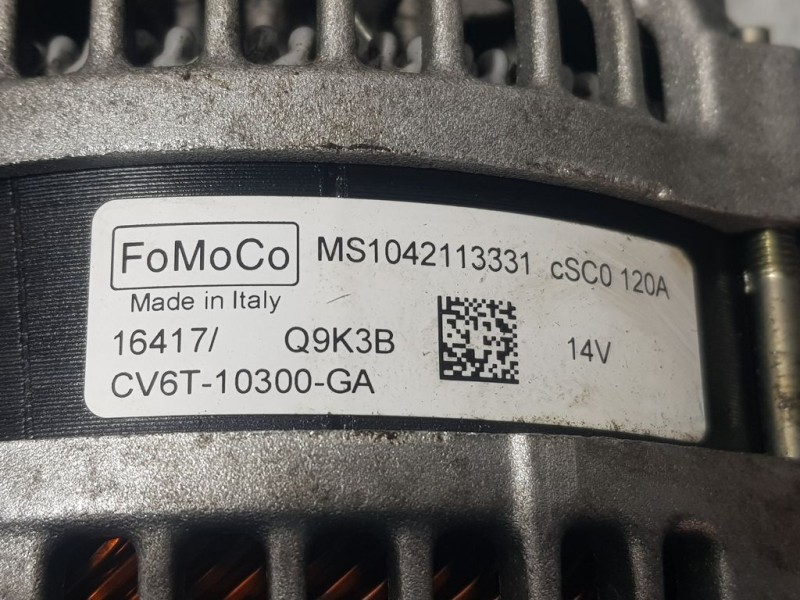 FoMoCo MS1042113331 cSC0 120A
Made in Italy
16417/ Q9K3B 14V
CV6T-10300-GA